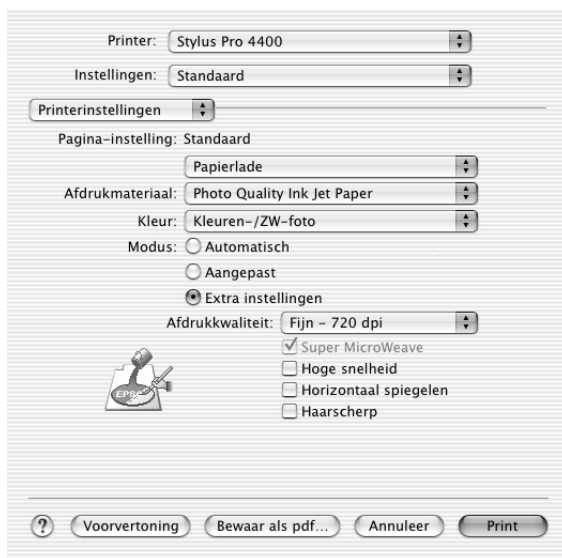 Printer: Stylus Pro 4400
Instellingen: Standaard
Printerinstellingen
Pagina-instelling: Standaard
Papierlade
Afdrukmateriaal: Photo Quality Ink Jet Paper
Kleur: Kleuren-/ZW-foto
Modus: Automatisch
Aangepast
Extra instellingen
Afdrukkwaliteit: Fijn - 720 dpi
Super MicroWeave
Hoge snelheid
Horizontaal spiegelen
Haarscherp
? Voorvertoning Bewaar als pdf... Annuleer Print